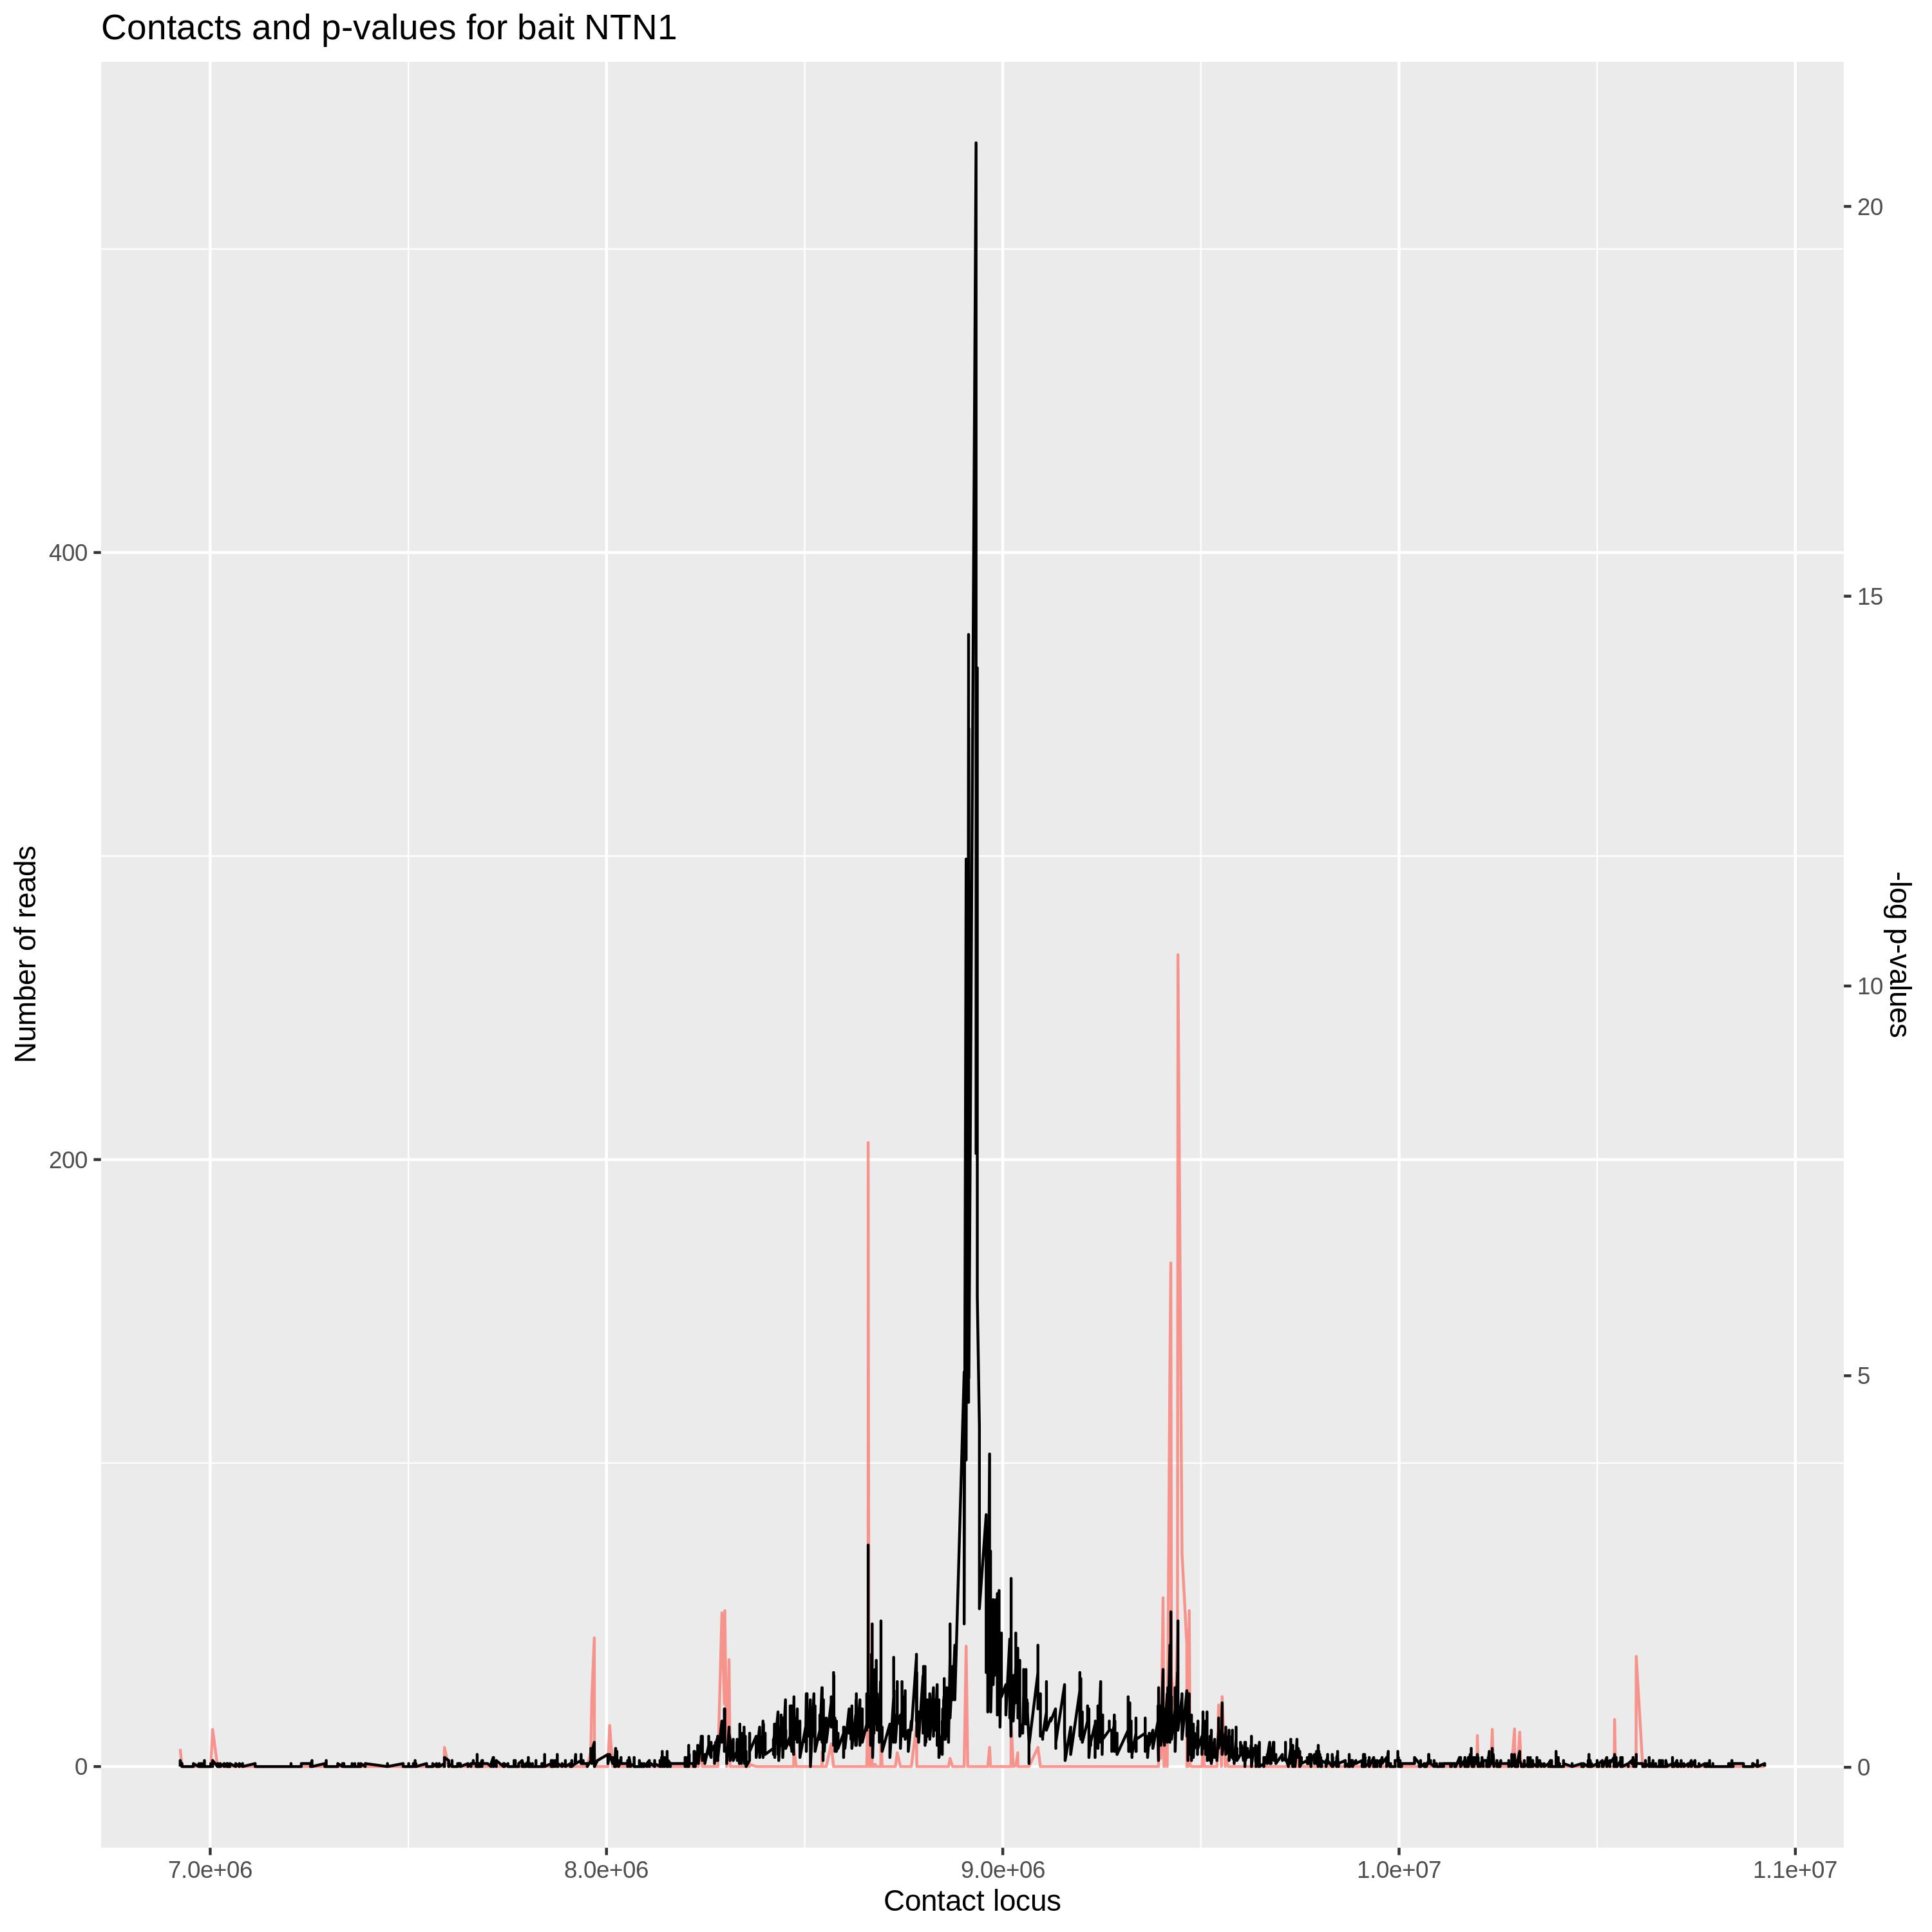 Contacts and p-values for bait NTN1
Number of reads
400
200
0
20
15
10
5
0
-log p-values
7.0e+06
8.0e+06
9.0e+06
1.0e+07
1.1e+07
Contact locus